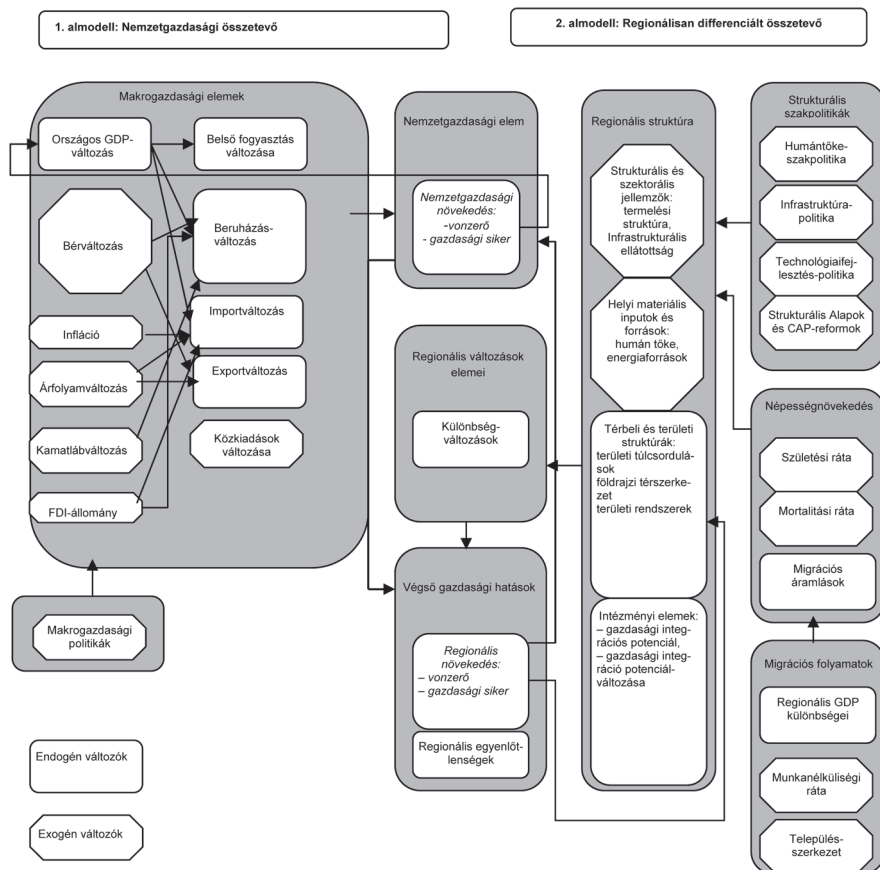 1. almodell: Nemzetgazdasági összetevő
2. almodell: Regionálisan differenciált összetevő
Makrogazdasági elemek
Országos GDP-
változás
Belső fogyasztás
változása
Bérváltozás
Beruházás-
változás
Infláció
Importváltozás
Árfolyamváltozás
Exportváltozás
Kamatlábváltozás
Közkiadások
változása
FDI-állomány
Makrogazdasági
politikák
Endogén változók
Exogén változók
Nemzetgazdasági elem
Nemzetgazdasági
növekedés:
-vonzerő
- gazdasági siker
Regionális változások
elemei
Különbség-
változások
Végső gazdasági hatások
Regionális
növekedés:
– vonzerő
– gazdasági siker
Regionális egyenlőt-
lenségek
Regionális struktúra
Strukturális és
szektorális
jellemzők:
termelési
struktúra,
Infrastrukturális
ellátottság
Helyi materiális
inputok és
források:
humán tőke,
energiaforrások
Térbeli és területi
struktúrák:
területi túlcsordulá-
sok
földrajzi térszerke-
zet
területi rendszerek
Intézményi elemek:
– gazdasági integ-
rációs potenciál,
– gazdasági integ-
ráció potenciál-
változása
Strukturális
szakpolitikák
Humántőke-
szakpolitika
Infrastruktúra-
politika
Technológiaifej-
lesztés-politika
Strukturális Alapok
és CAP-reformok
Népességnövekedés
Születési ráta
Mortalitási ráta
Migrációs
áramlások
Migrációs folyamatok
Regionális GDP
különbségei
Munkanélküliségi
ráta
Település-
szerkezet